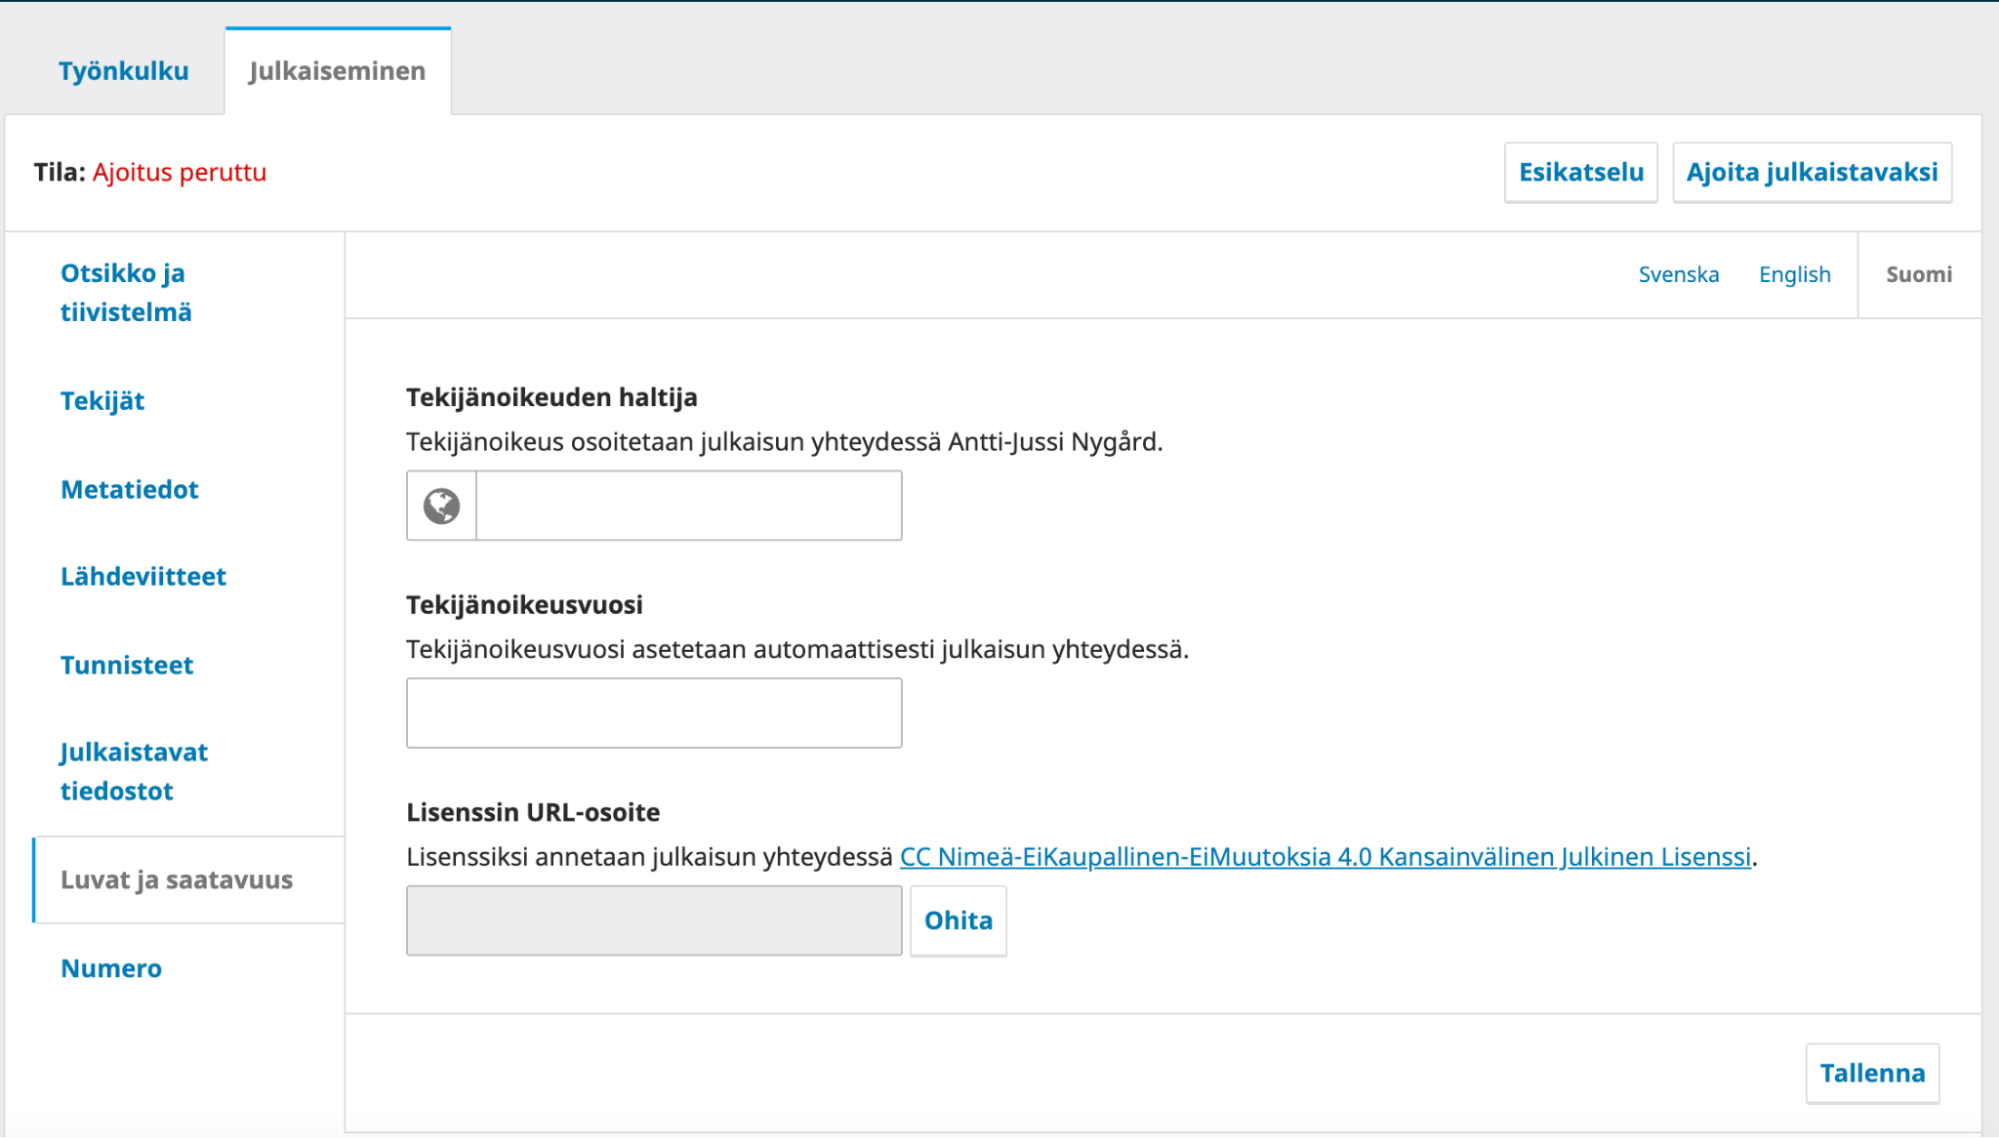 Työnkulku
Julkaiseminen
Tila: Ajoitus peruttu
Esikatselu
Ajoita julkaistavaksi
Otsikko ja
tiivistelmä
Tekijät
Metatiedot
Lähdeviitteet
Tunnisteet
Julkaistavat
tiedostot
Luvat ja saatavuus
Numero
Svenska
English
Suomi
Tekijänoikeuden haltija
Tekijänoikeus osoitetaan julkaisun yhteydessä Antti-Jussi Nygård.
Tekijänoikeusvuosi
Tekijänoikeusvuosi asetetaan automaattisesti julkaisun yhteydessä.
Lisenssin URL-osoite
Lisenssiksi annetaan julkaisun yhteydessä CC Nimeä-EiKaupallinen-EiMuutoksia 4.0 Kansainvälinen Julkinen Lisenssi.
Ohita
Tallenna